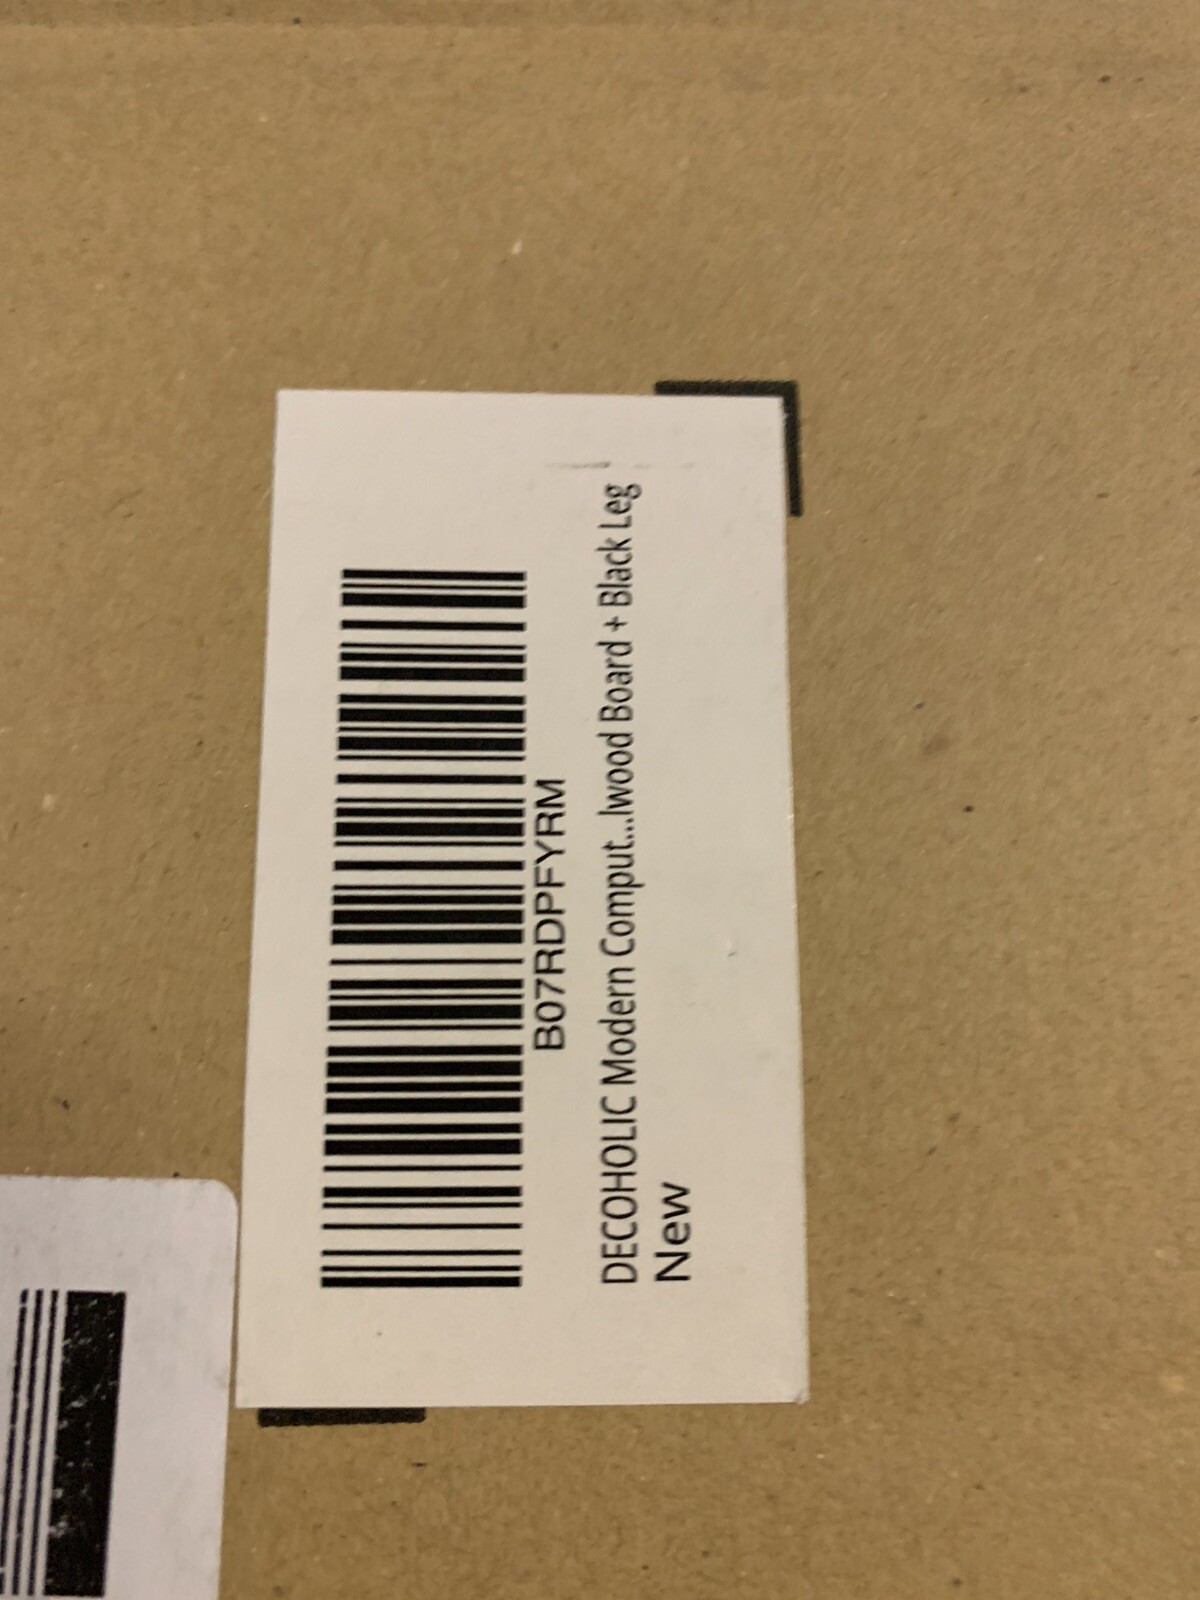 B07RDPFYRM
DECOHOLIC Modern Comput...lwood Board + Black Leg
New